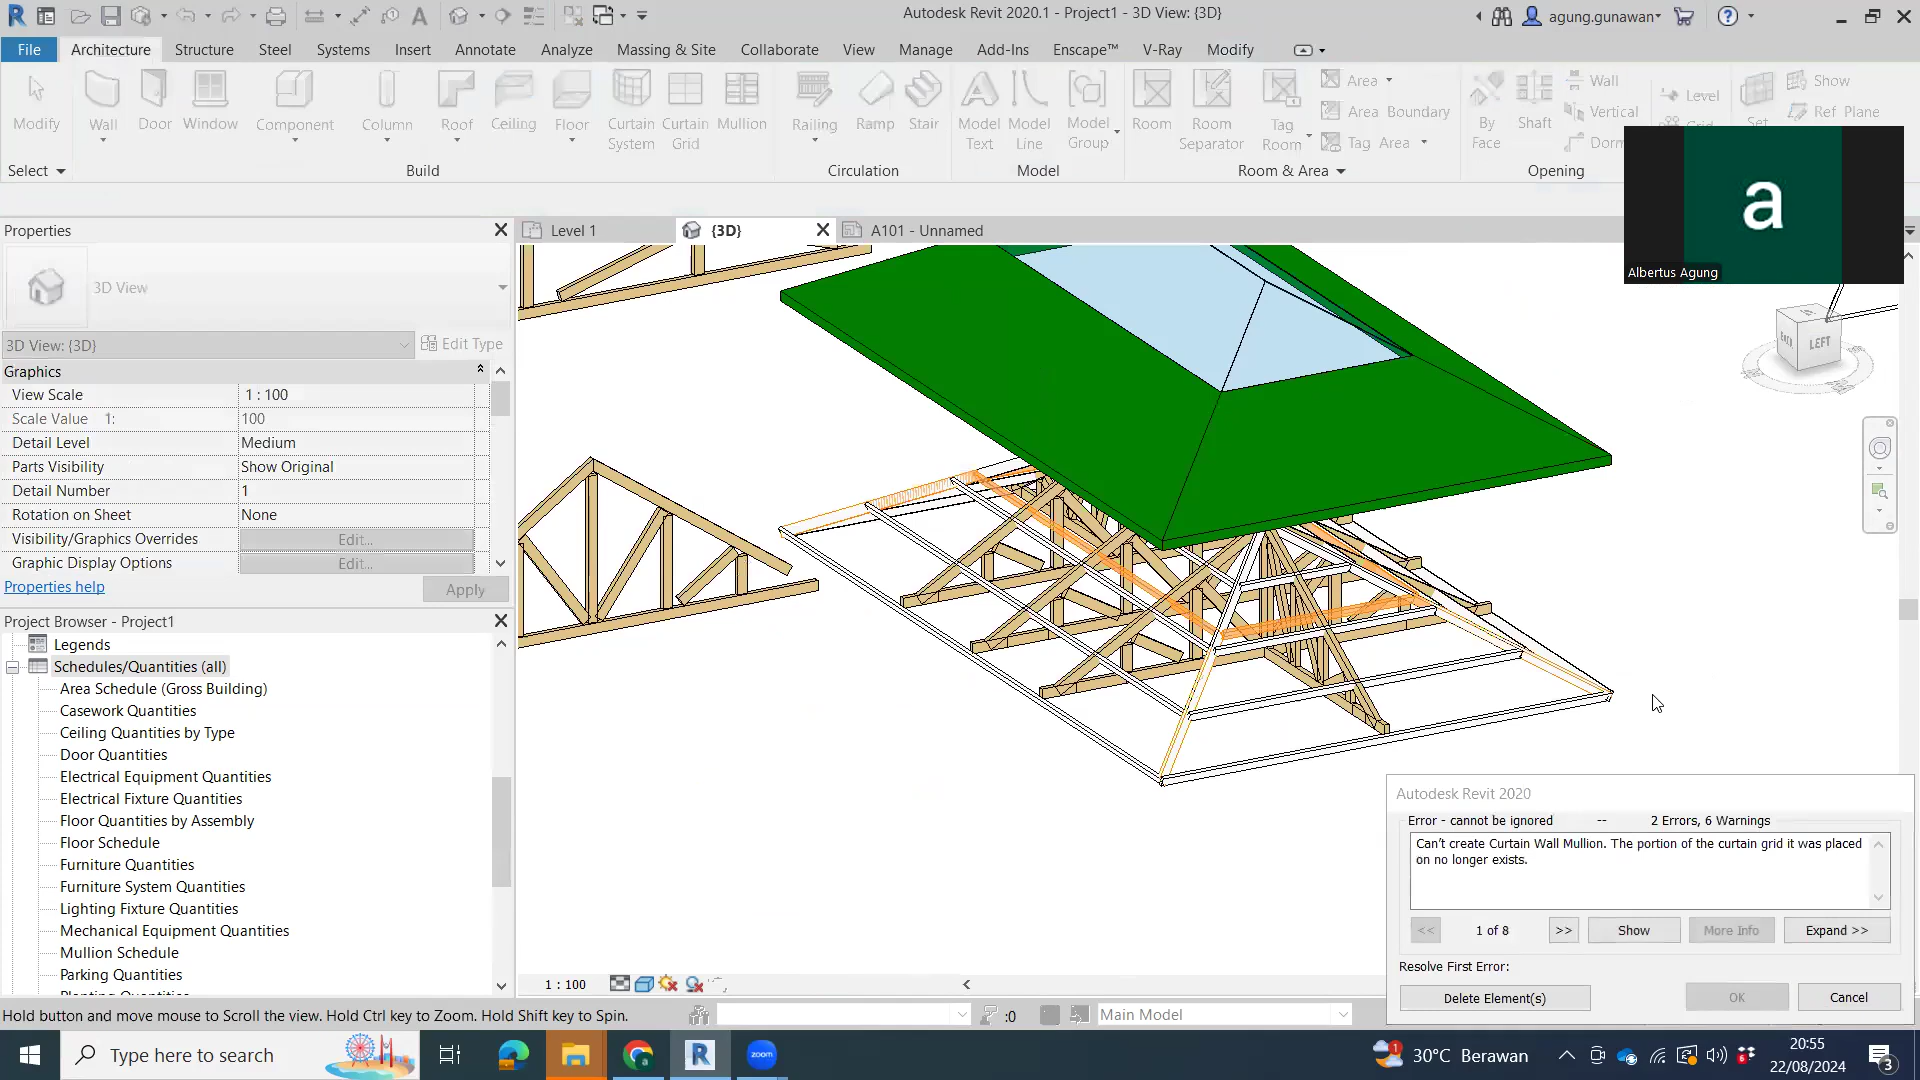 Autodesk Revit 2020.1 - Project1 - 3D View: {3D}
agung.gunawan
File
Architecture
Structure
Steel
Systems
Insert
Annotate
Analyze
Massing & Site
Collaborate
View
Manage
Add-Ins
Enscape™
V-Ray
Modify
Modify
Wall
Door
Window
Component
Column
Roof
Ceiling
Floor
Curtain System
Curtain Grid
Mullion
Railing
Ramp
Stair
Model Text
Model Line
Model Group
Room
Room Separator
Tag Room
Area
Area Boundary
Tag Area
By Face
Shaft
Wall
Vertical
Dorm
Level
Grid
Set
Show
Ref Plane
Select
Build
Circulation
Model
Room & Area
Opening
a
Albertus Agung
Properties
Level 1
{3D}
A101 - Unnamed
3D View
3D View: {3D}
Edit Type
Graphics
View Scale 1 : 100
Scale Value 1: 100
Detail Level Medium
Parts Visibility Show Original
Detail Number 1
Rotation on Sheet None
Visibility/Graphics Overrides Edit...
Graphic Display Options Edit...
Properties help
Apply
BACK
LEFT
Project Browser - Project1
Legends
Schedules/Quantities (all)
Area Schedule (Gross Building)
Casework Quantities
Ceiling Quantities by Type
Door Quantities
Electrical Equipment Quantities
Electrical Fixture Quantities
Floor Quantities by Assembly
Floor Schedule
Furniture Quantities
Furniture System Quantities
Lighting Fixture Quantities
Mechanical Equipment Quantities
Mullion Schedule
Parking Quantities
Autodesk Revit 2020
Error - cannot be ignored -- 2 Errors, 6 Warnings
Can't create Curtain Wall Mullion. The portion of the curtain grid it was placed
on no longer exists.
<< 1 of 8 >> Show More Info Expand >>
Resolve First Error:
Delete Element(s) OK Cancel
1 : 100
Hold button and move mouse to Scroll the view. Hold Ctrl key to Zoom. Hold Shift key to Spin.
:0
Main Model
Type here to search
zoom
30°C Berawan
20:55
22/08/2024
3